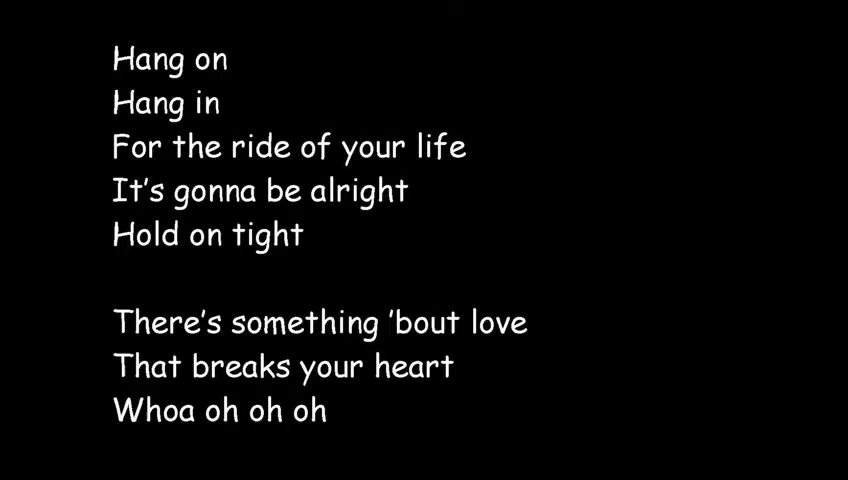 Hang on
Hang in
For the ride of your life
It's gonna be alright
Hold on tight
There's something 'bout love
That breaks your heart
Whoa oh oh oh